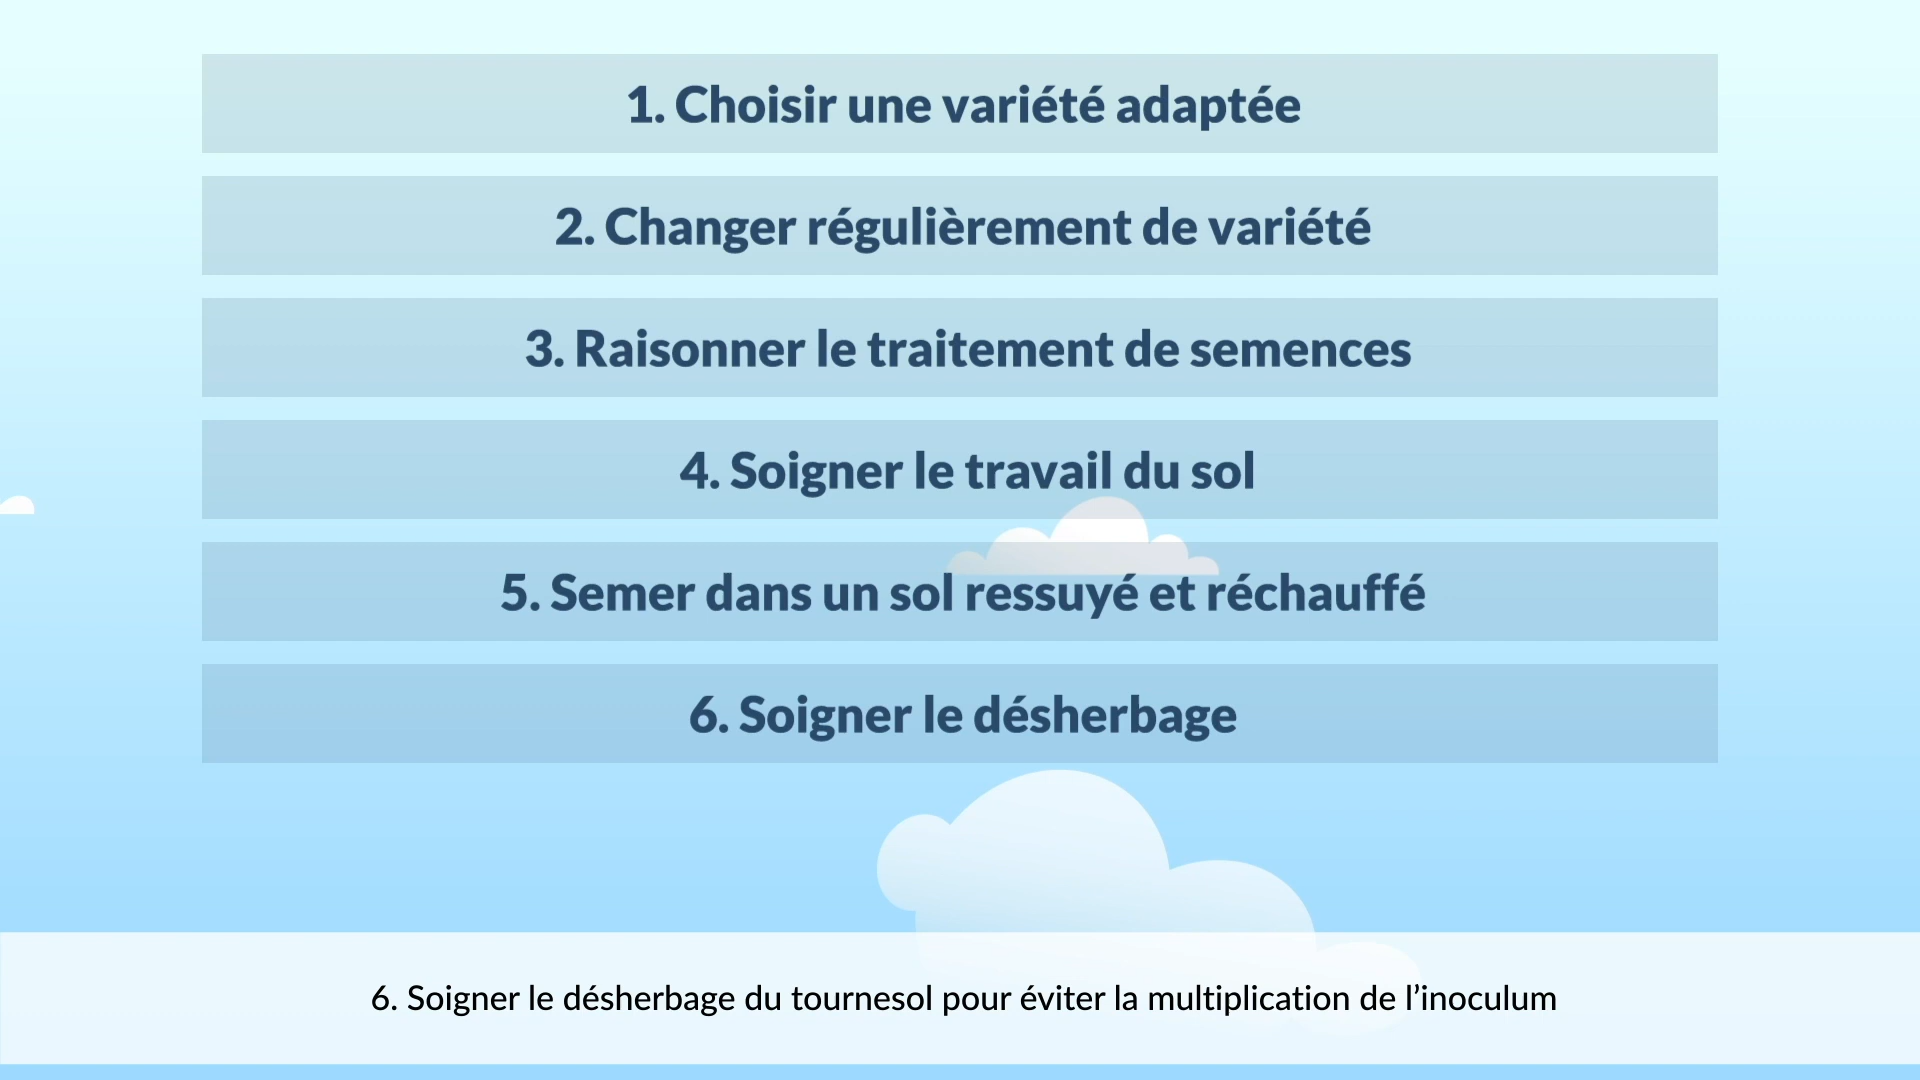 1. Choisir une variété adaptée
2. Changer régulièrement de variété
3. Raisonner le traitement de semences
4. Soigner le travail du sol
5. Semer dans un sol ressuyé et réchauffé
6. Soigner le désherbage
6. Soigner le désherbage du tournesol pour éviter la multiplication de l’inoculum